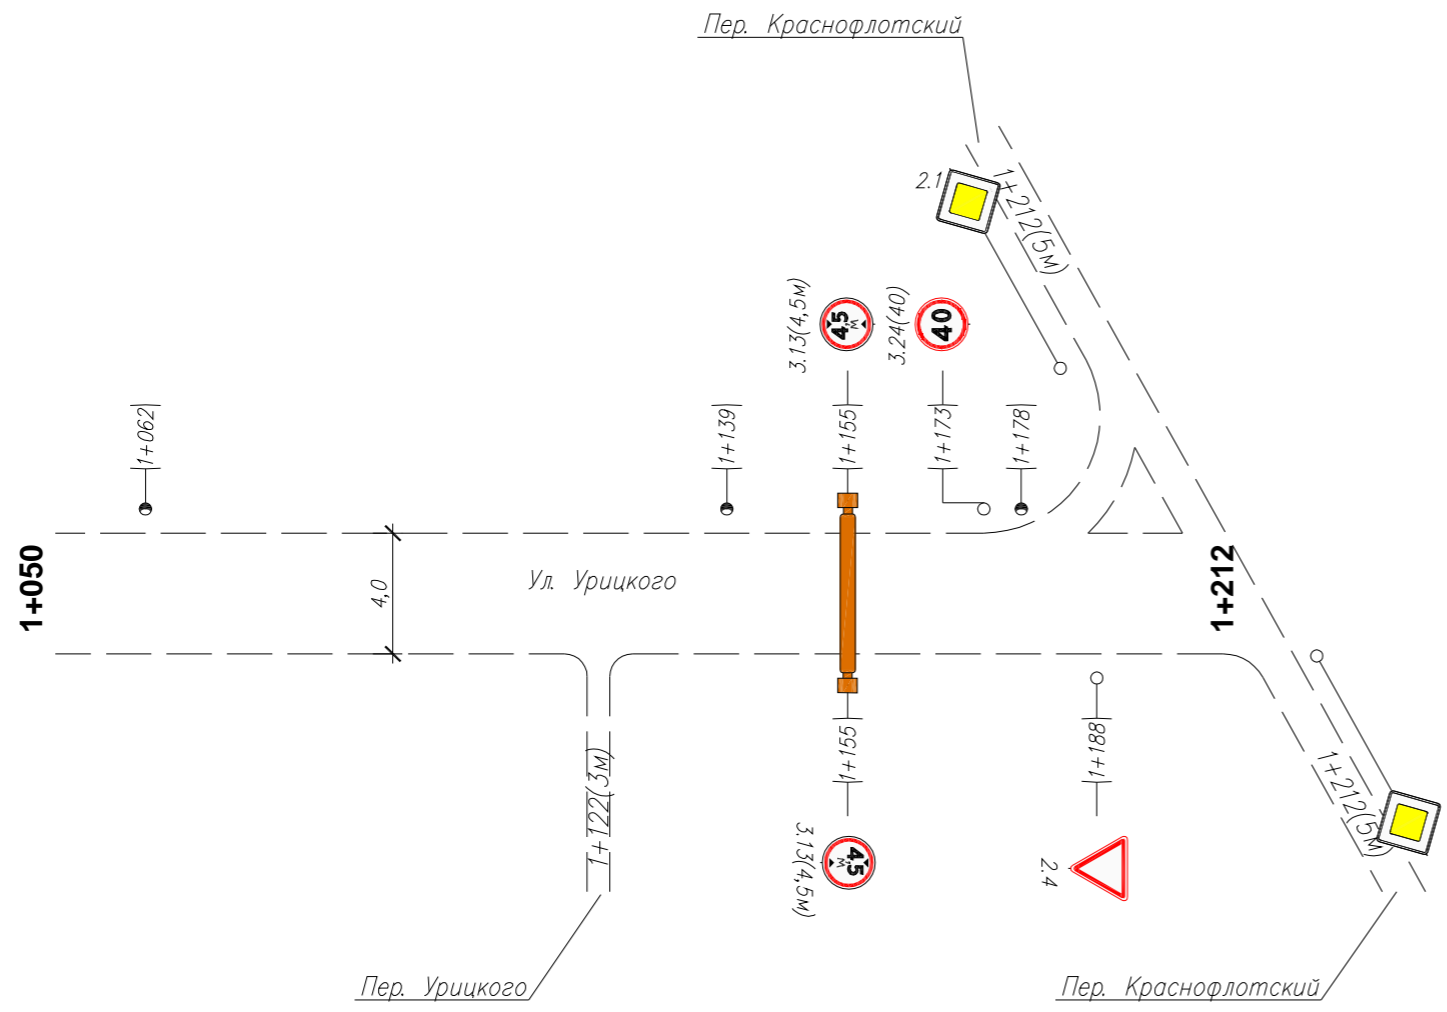 Пер. Краснофлотский
2.1
1+212(5м)
3.13(4,5м)
4,5
м
3.24(40)
40
1+062
1+139
1+155
1+173
1+178
1+050
4,0
Ул. Урицкого
1+212
1+122(3м)
1+155
1+188
1+212(5м)
3.13(4,5м)
4,5
м
2.4
Пер. Урицкого
Пер. Краснофлотский